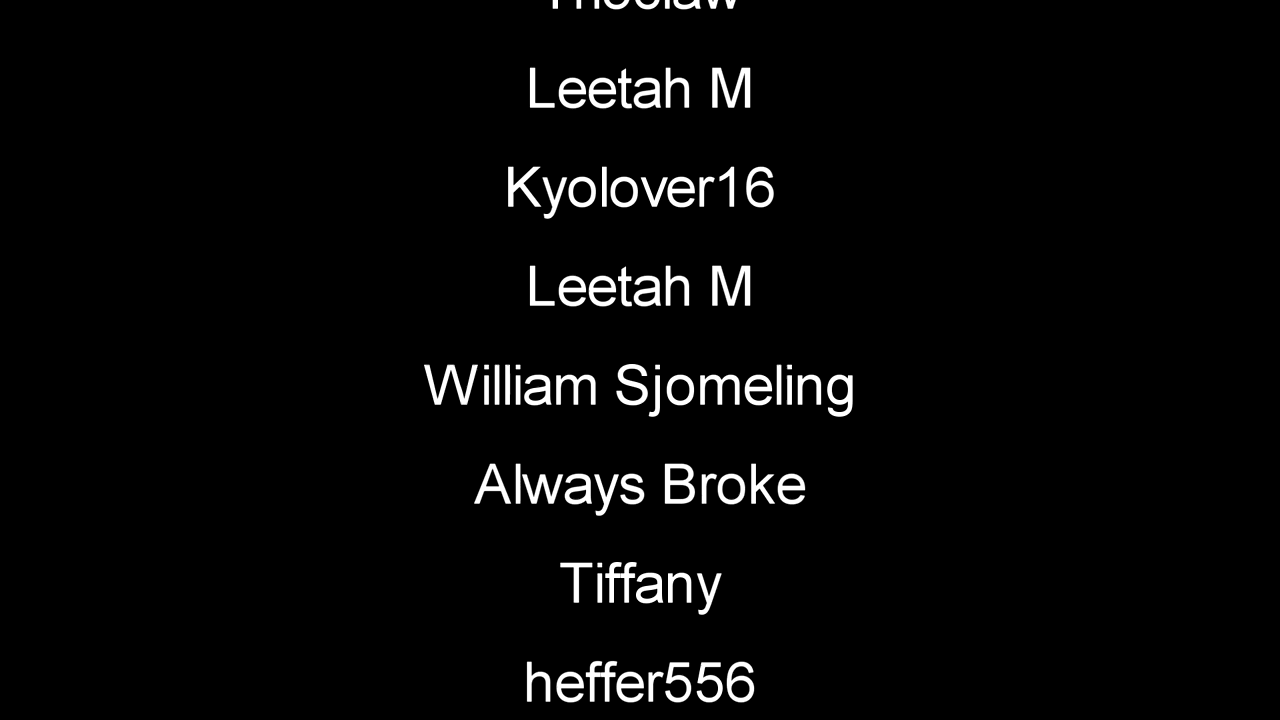 Leetah M
Kyolover16
Leetah M
William Sjomeling
Always Broke
Tiffany
heffer556